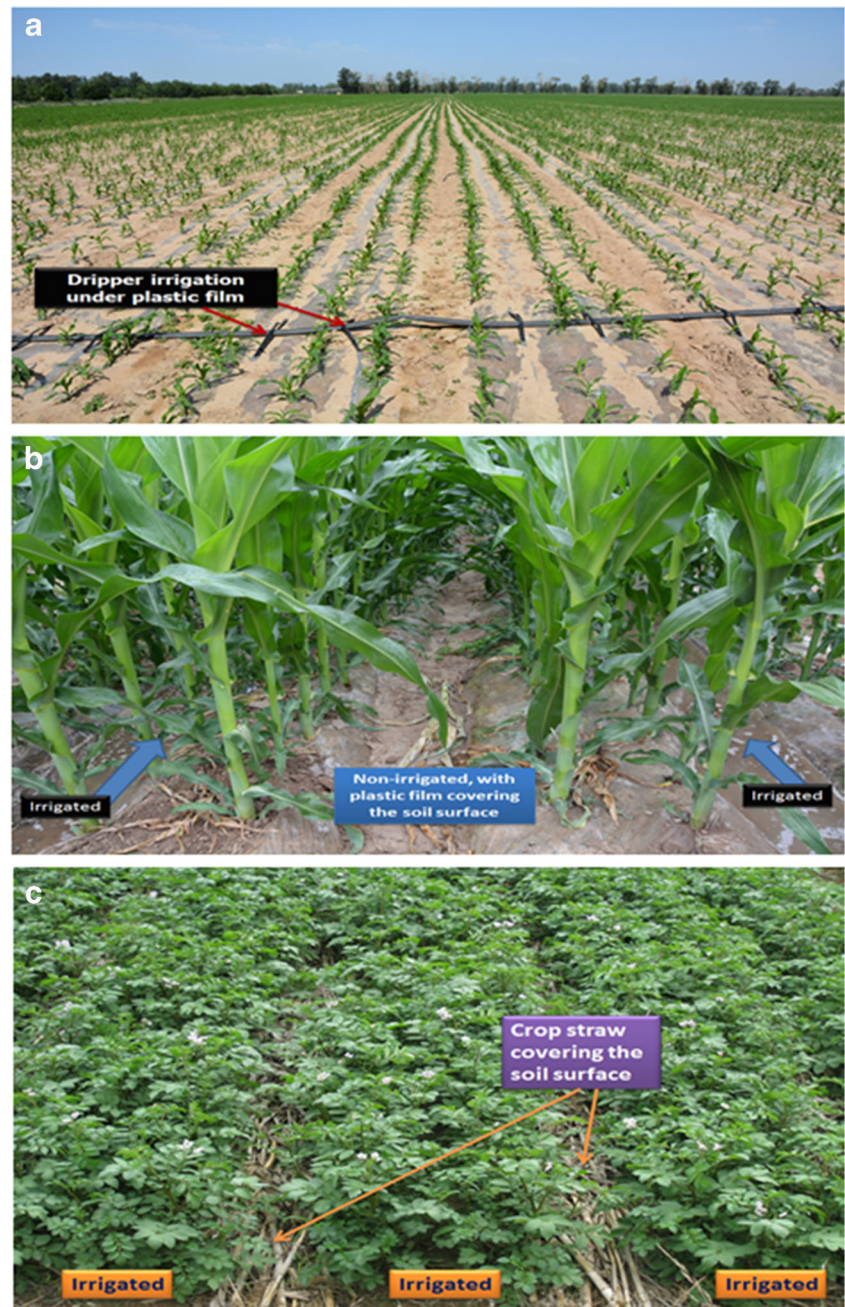 a
Dripper irrigation
under plastic film
b
Irrigated
Non-irrigated, with
plastic film covering
the soil surface
Irrigated
c
Crop straw
covering the
soil surface
Irrigated
Irrigated
Irrigated